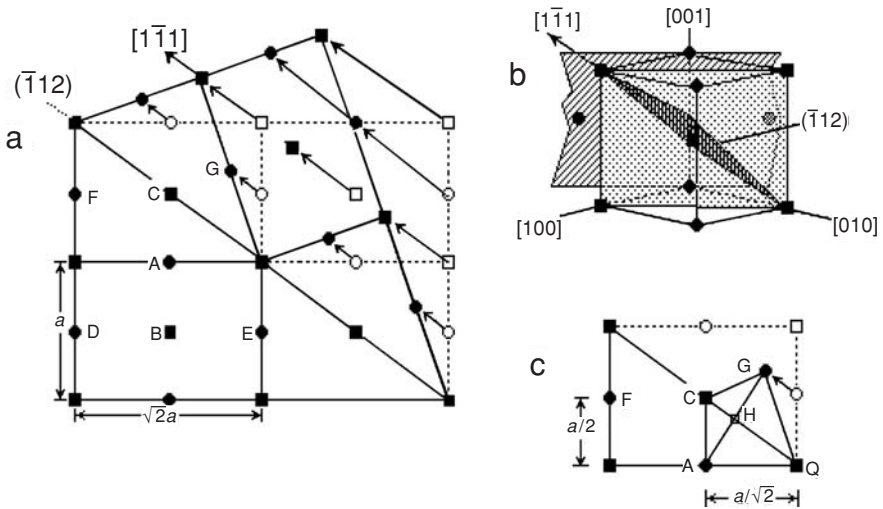 a
[11̄1]
(1̄12)
G
C
F
A
D
B
E
a
√2a
b
[11̄1]
[001]
(1̄12)
[100]
[010]
c
G
C
F
H
a/2
A
Q
a/√2